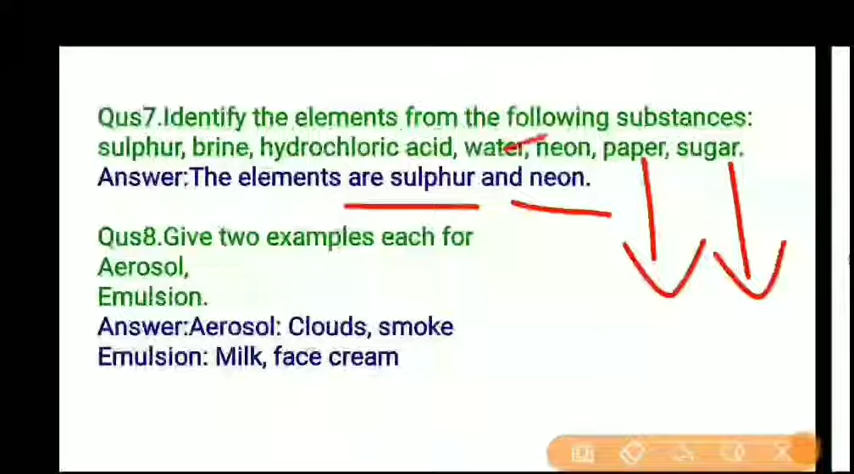 Qus7.Identify the elements from the following substances:
sulphur, brine, hydrochloric acid, water, neon, paper, sugar.
Answer:The elements are sulphur and neon.
Qus8.Give two examples each for
Aerosol,
Emulsion.
Answer:Aerosol: Clouds, smoke
Emulsion: Milk, face cream